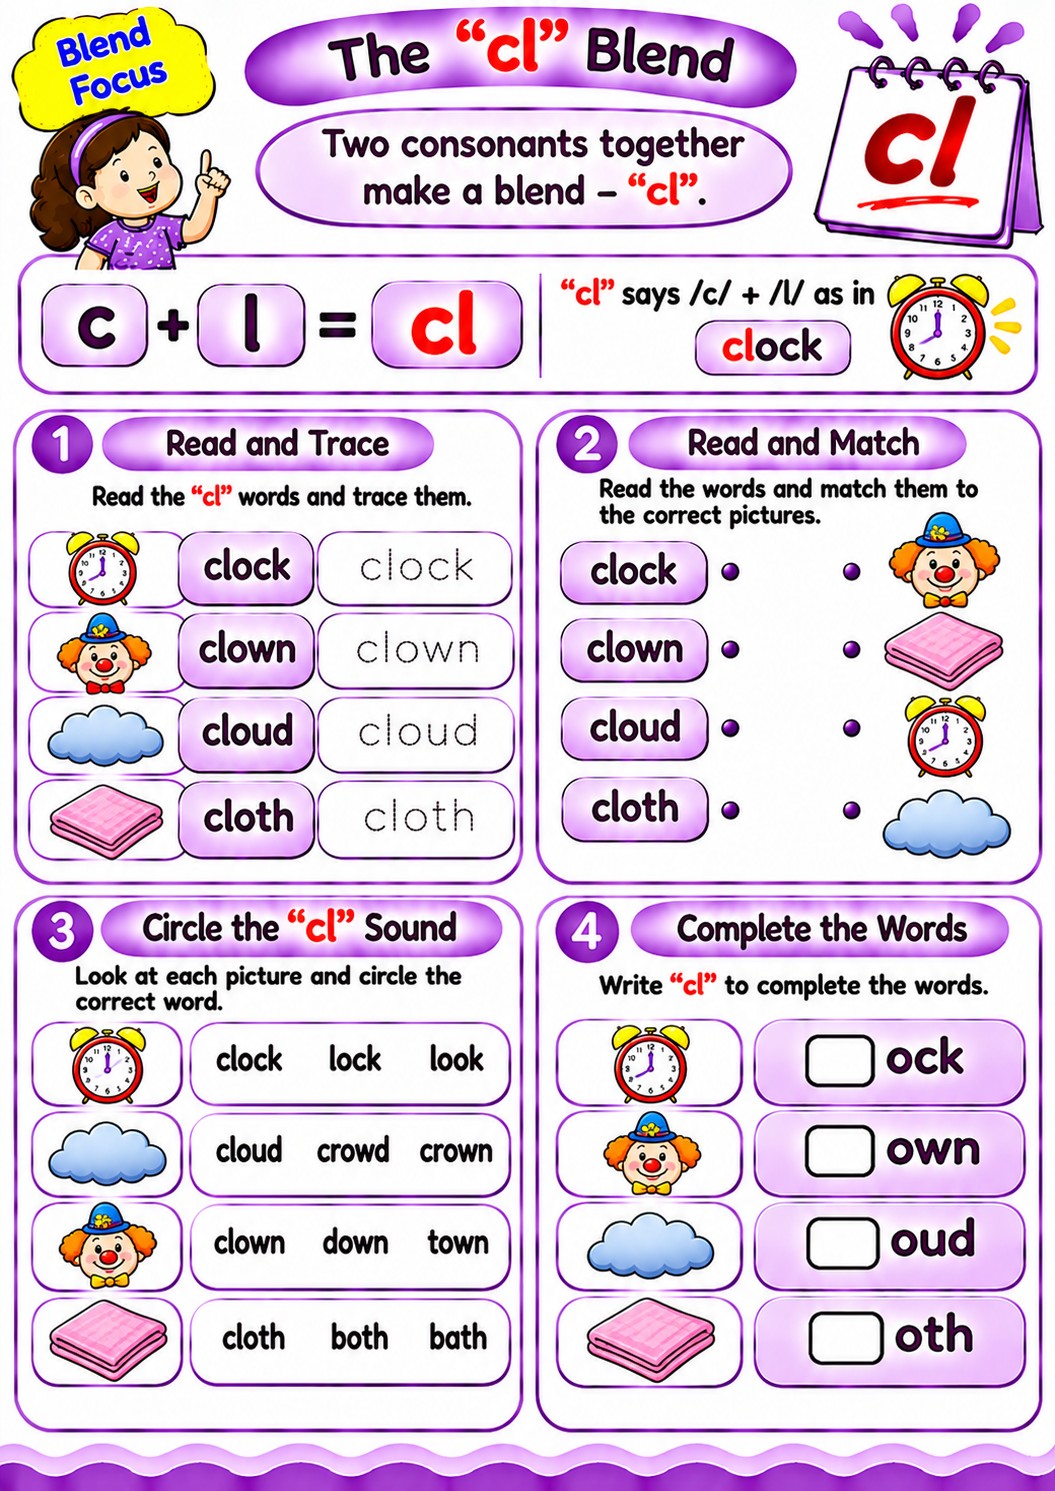 Blend
Focus
The “cl” Blend
Two consonants together
make a blend – “cl”.
cl
c + l = cl
“cl” says /c/ + /l/ as in
clock
1 Read and Trace
Read the “cl” words and trace them.
clock clock
clown clown
cloud cloud
cloth cloth
2 Read and Match
Read the words and match them to
the correct pictures.
clock
clown
cloud
cloth
3 Circle the “cl” Sound
Look at each picture and circle the
correct word.
clock lock look
cloud crowd crown
clown down town
cloth both bath
4 Complete the Words
Write “cl” to complete the words.
ock
own
oud
oth